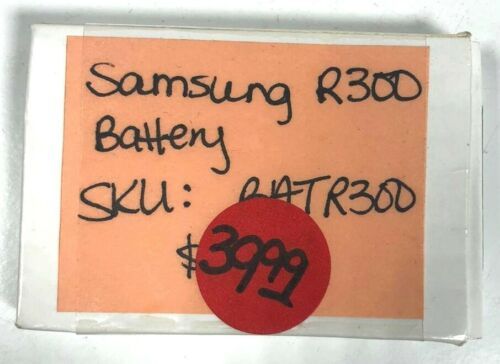 Samsung R300
Battery
SKU: BATR300
$3999